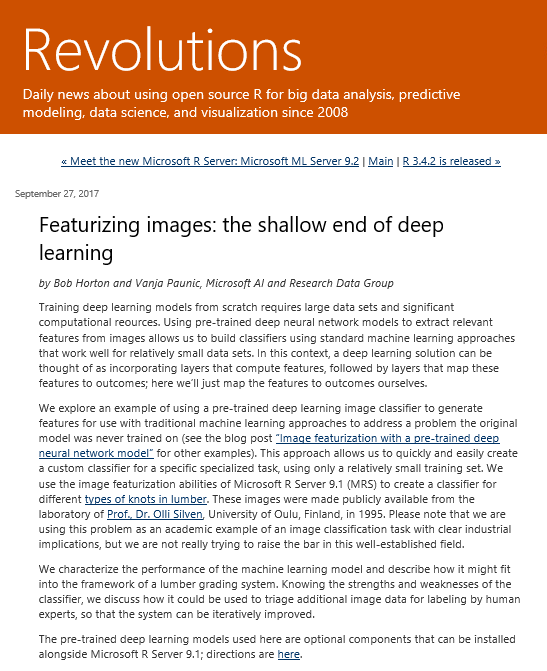 Revolutions
Daily news about using open source R for big data analysis, predictive
modeling, data science, and visualization since 2008
« Meet the new Microsoft R Server: Microsoft ML Server 9.2 | Main | R 3.4.2 is released »
September 27, 2017
Featurizing images: the shallow end of deep
learning
by Bob Horton and Vanja Paunic, Microsoft AI and Research Data Group
Training deep learning models from scratch requires large data sets and significant
computational reources. Using pre-trained deep neural network models to extract relevant
features from images allows us to build classifiers using standard machine learning approaches
that work well for relatively small data sets. In this context, a deep learning solution can be
thought of as incorporating layers that compute features, followed by layers that map these
features to outcomes; here we'll just map the features to outcomes ourselves.
We explore an example of using a pre-trained deep learning image classifier to generate
features for use with traditional machine learning approaches to address a problem the original
model was never trained on (see the blog post "Image featurization with a pre-trained deep
neural network model" for other examples). This approach allows us to quickly and easily create
a custom classifier for a specific specialized task, using only a relatively small training set. We
use the image featurization abilities of Microsoft R Server 9.1 (MRS) to create a classifier for
different types of knots in lumber. These images were made publicly available from the
laboratory of Prof., Dr. Olli Silven, University of Oulu, Finland, in 1995. Please note that we are
using this problem as an academic example of an image classification task with clear industrial
implications, but we are not really trying to raise the bar in this well-established field.
We characterize the performance of the machine learning model and describe how it might fit
into the framework of a lumber grading system. Knowing the strengths and weaknesses of the
classifier, we discuss how it could be used to triage additional image data for labeling by human
experts, so that the system can be iteratively improved.
The pre-trained deep learning models used here are optional components that can be installed
alongside Microsoft R Server 9.1; directions are here.